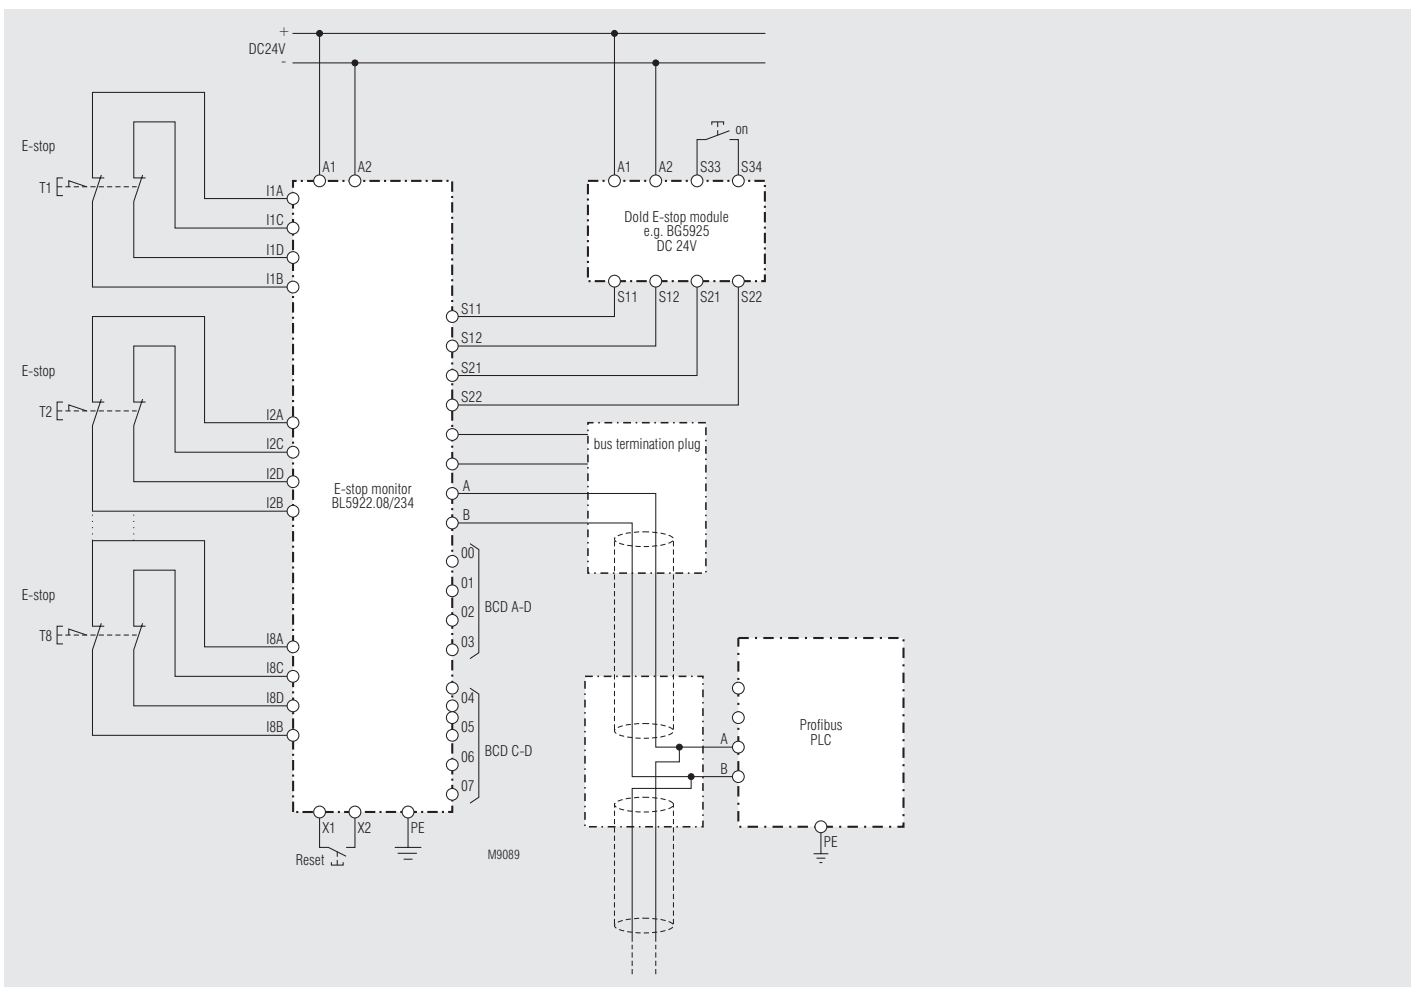 +
DC24V
-
on
E-stop
A1
A2
A1
A2
S33
S34
T1
I1A
I1C
I1D
I1B
Dold E-stop module
e.g. BG5925
DC 24V
S11
S12
S21
S22
S11
S12
S21
S22
E-stop
T2
I2A
I2C
I2D
I2B
bus termination plug
E-stop monitor
BL5922.08/234
A
B
00
01
02
03
BCD A-D
E-stop
T8
I8A
I8C
I8D
I8B
04
05
06
07
BCD C-D
Profibus
PLC
A
B
X1
X2
PE
Reset
M9089
PE